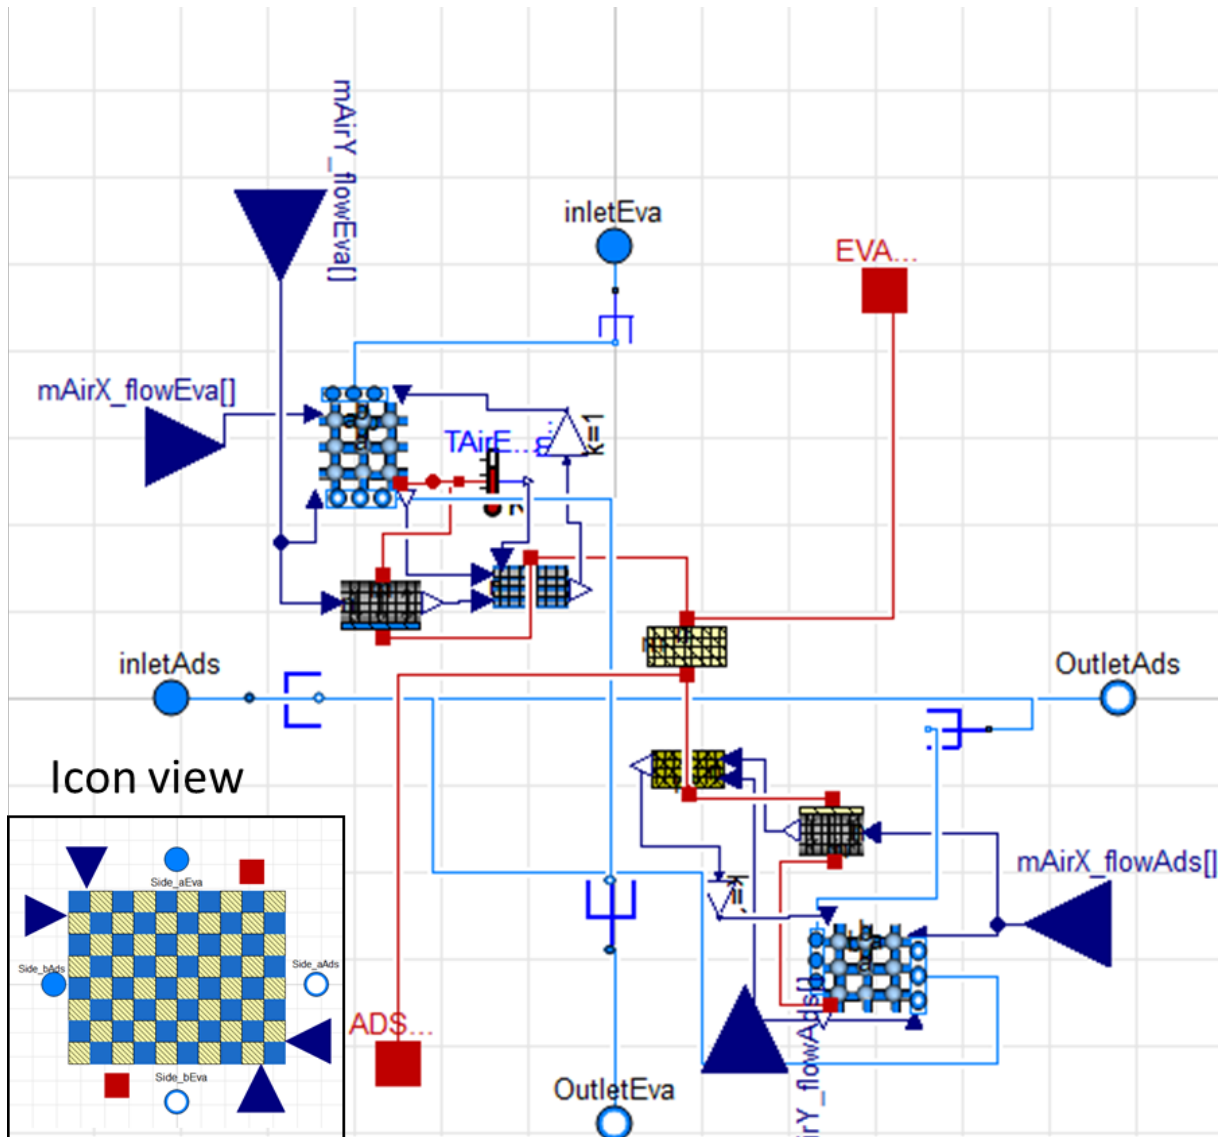 mAirY_flowEva[]
inletEva
EVA...
mAirX_flowEva[]
TAirE...
k=1
inletAds
OutletAds
Icon view
mAirX_flowAds[]
Side_aEva
Side_bAds
Side_aAds
ADS...
Side_bEva
OutletEva